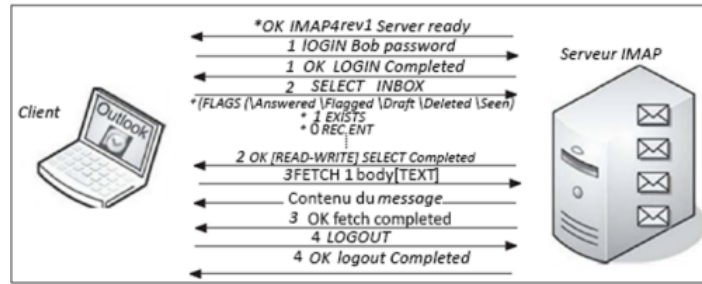 *OK IMAP4rev1 Server ready
1 lOGIN Bob password
Serveur IMAP
1 OK LOGIN Completed
2 SELECT INBOX
Client
Outlook
*(FLAGS (\Answered \Flagged \Draft \Deleted \Seen)
* 1 EXISTS
* 0 REC.ENT
2 OK [READ-WRITE] SELECT Completed
3FETCH 1 body[TEXT]
Contenu du message
3 OK fetch completed
4 LOGOUT
4 OK logout Completed